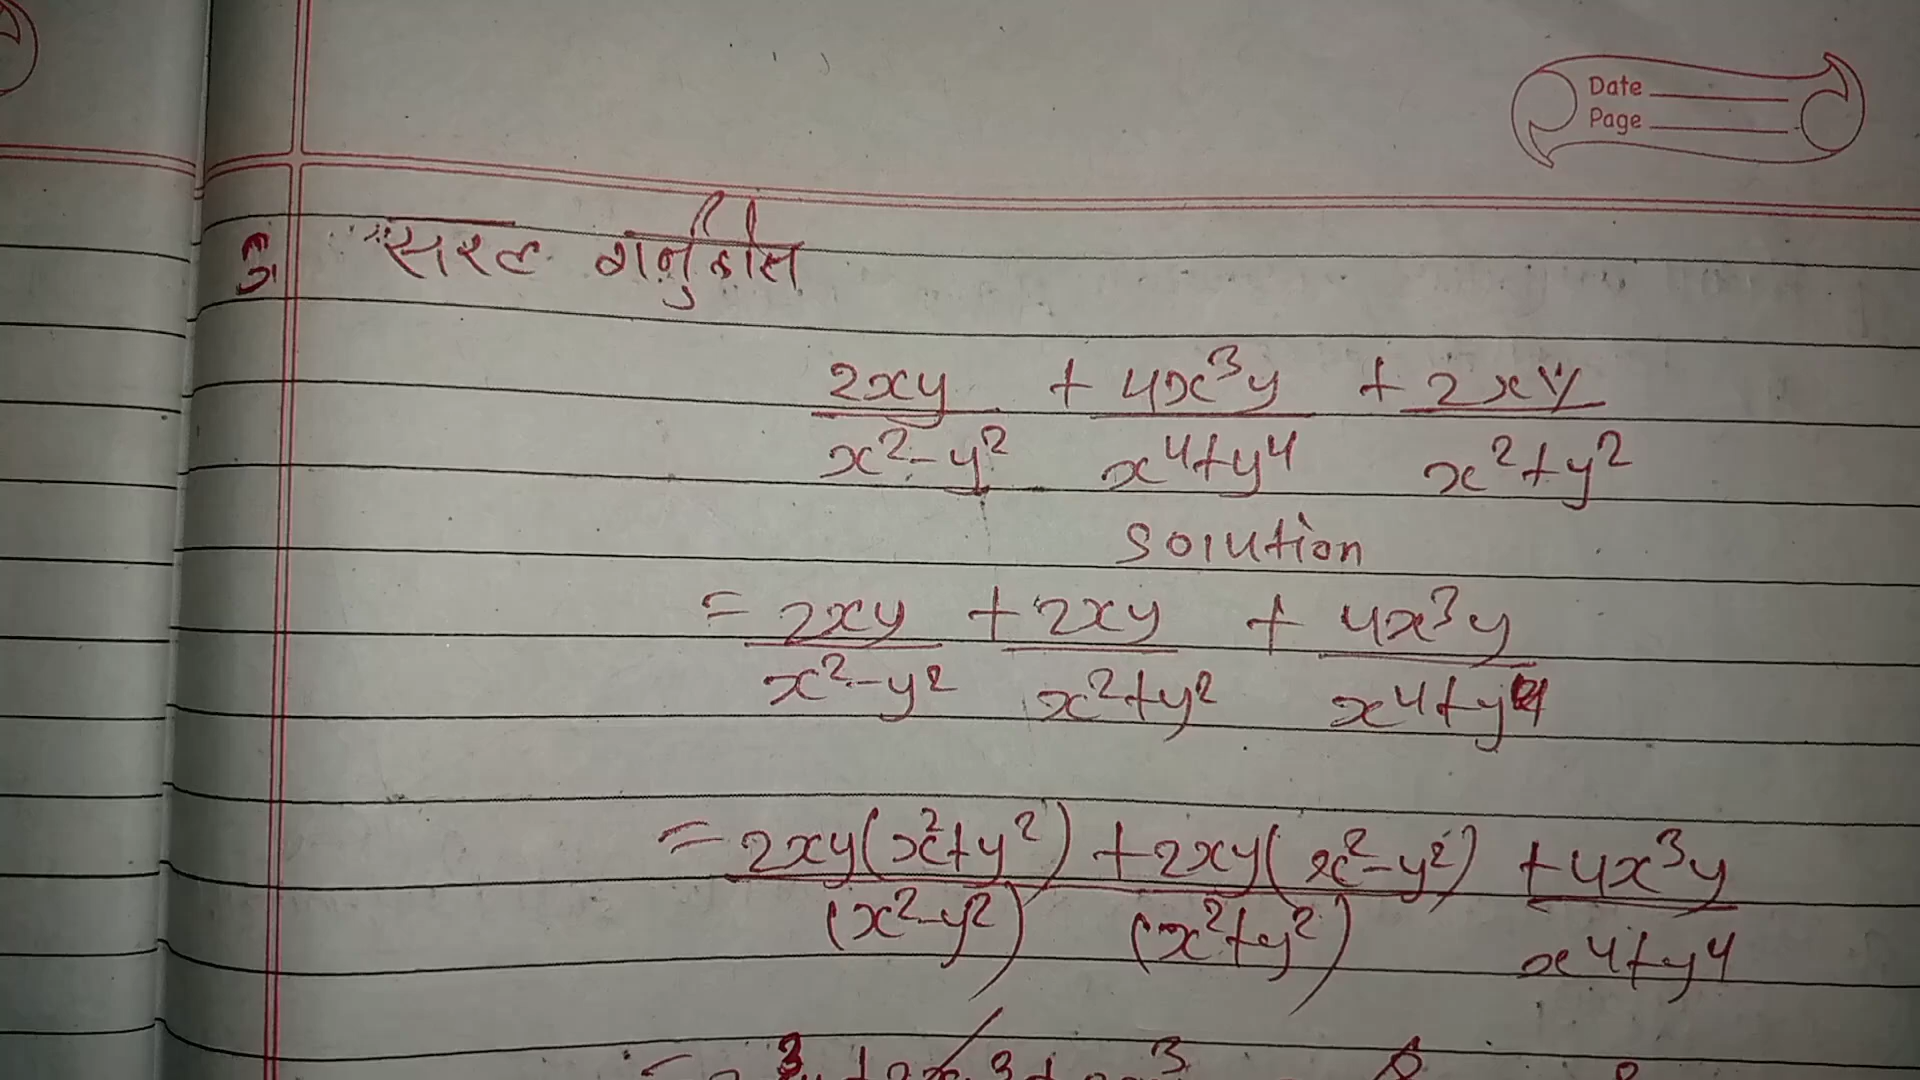 Date
Page
सरल गर्नुहोस
2xy/x²-y² + 4x³y/x⁴+y⁴ + 2xy/x²+y²
solution
= 2xy/x²-y² + 2xy/x²+y² + 4x³y/x⁴+y⁴
= 2xy(x²+y²) + 2xy(x²-y²)/(x²-y²) (x²+y²) + 4x³y/x⁴+y⁴